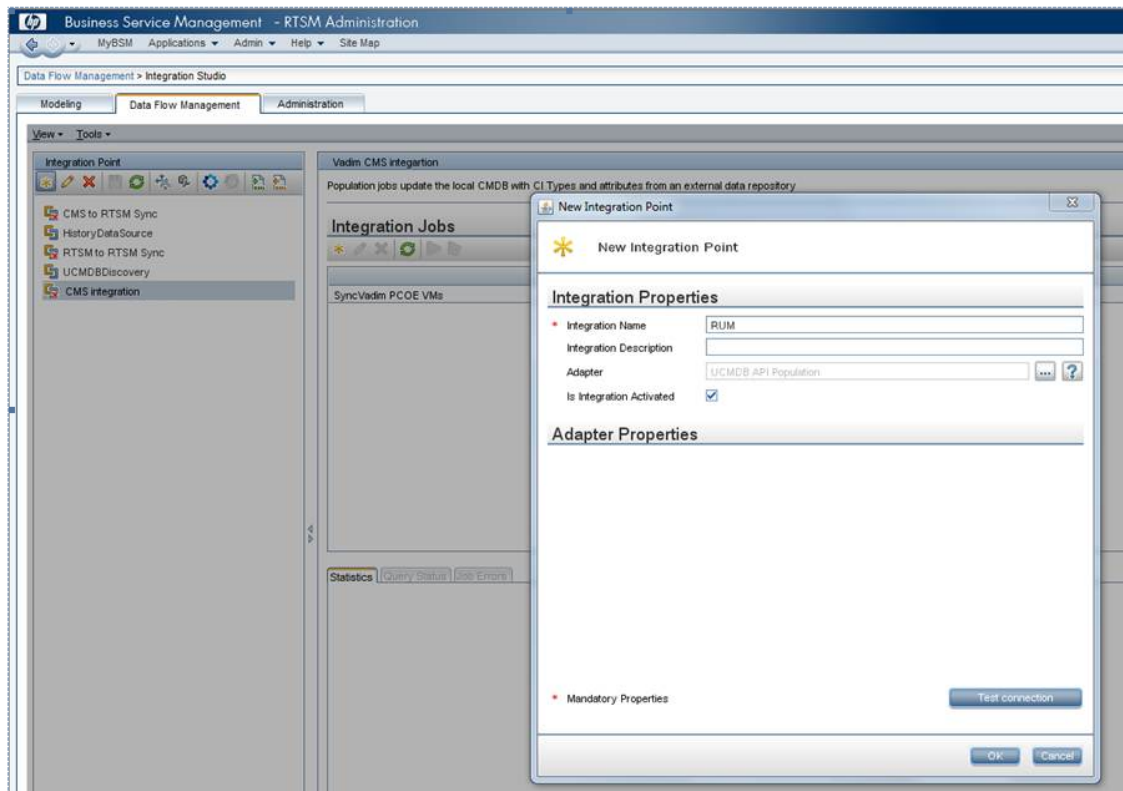 hp Business Service Management - RTSM Administration
MyBSM Applications Admin Help Site Map
Data Flow Management > Integration Studio
Modeling Data Flow Management Administration
View Tools
Integration Point
CMS to RTSM Sync
HistoryDataSource
RTSM to RTSM Sync
UCMDBDiscovery
CMS integration
Vadim CMS integartion
Population jobs update the local CMDB with CI Types and attributes from an external data repository
Integration Jobs
SyncVadim PCOE VMs
Statistics Query Status Job Errors
New Integration Point
New Integration Point
Integration Properties
* Integration Name RUM
Integration Description
Adapter UCMDB API Population ... ?
Is Integration Activated
Adapter Properties
* Mandatory Properties Test connection
OK Cancel